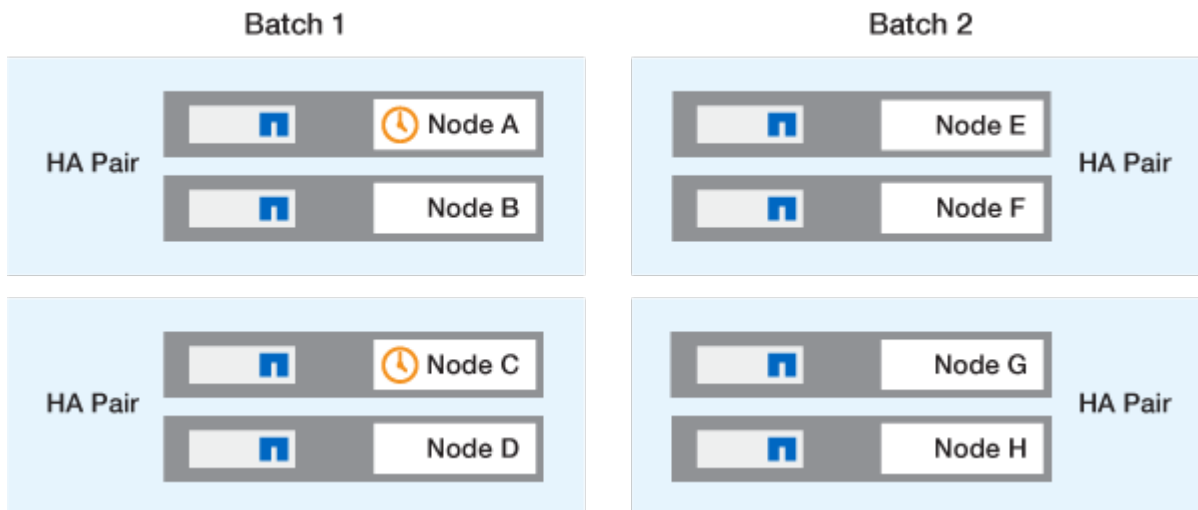 Batch 1
Batch 2
HA Pair
Node A
Node B
Node E
Node F
HA Pair
HA Pair
Node C
Node D
Node G
Node H
HA Pair